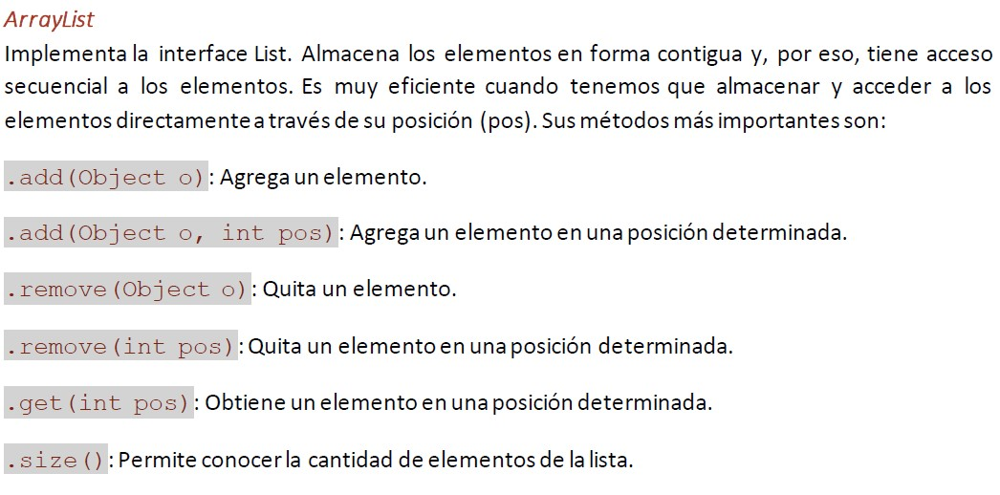 ArrayList
Implementa la interface List. Almacena los elementos en forma contigua y, por eso, tiene acceso
secuencial a los elementos. Es muy eficiente cuando tenemos que almacenar y acceder a los
elementos directamente a través de su posición (pos). Sus métodos más importantes son:
.add(Object o): Agrega un elemento.
.add(Object o, int pos): Agrega un elemento en una posición determinada.
.remove(Object o): Quita un elemento.
.remove(int pos): Quita un elemento en una posición determinada.
.get(int pos): Obtiene un elemento en una posición determinada.
.size(): Permite conocer la cantidad de elementos de la lista.